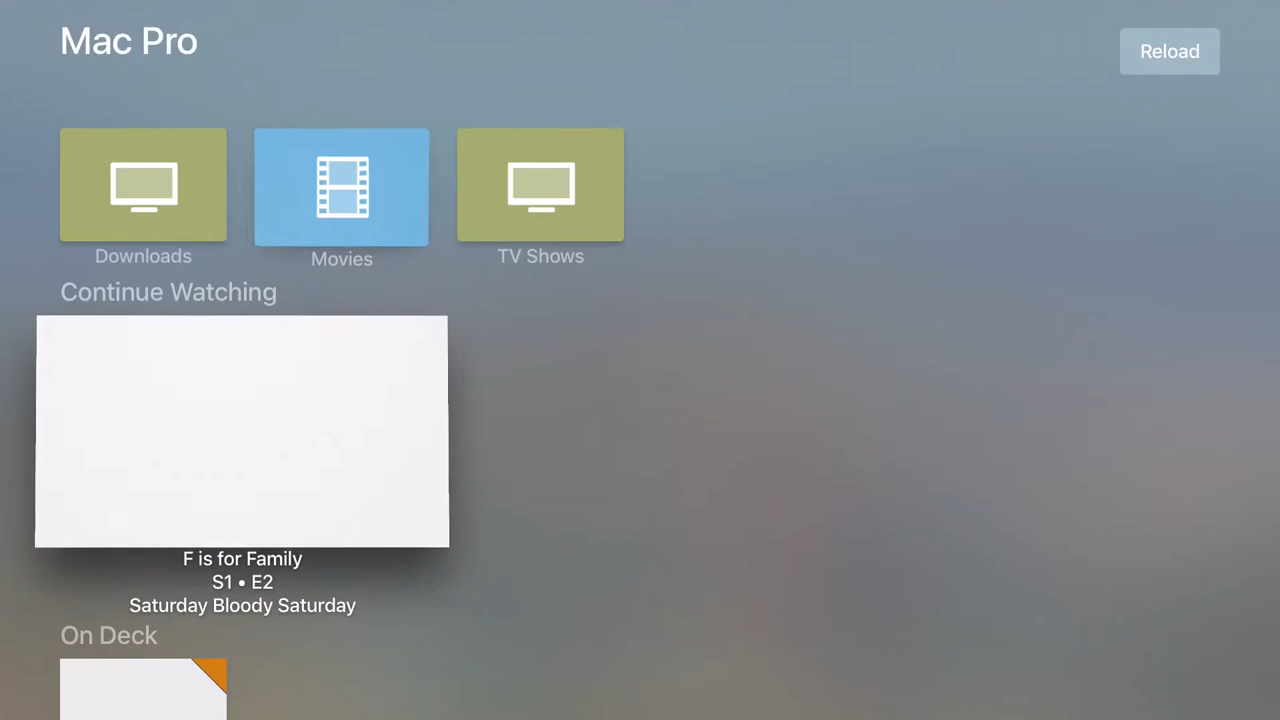 Mac Pro
Reload
Downloads
Movies
TV Shows
Continue Watching
F is for Family
S1 • E2
Saturday Bloody Saturday
On Deck